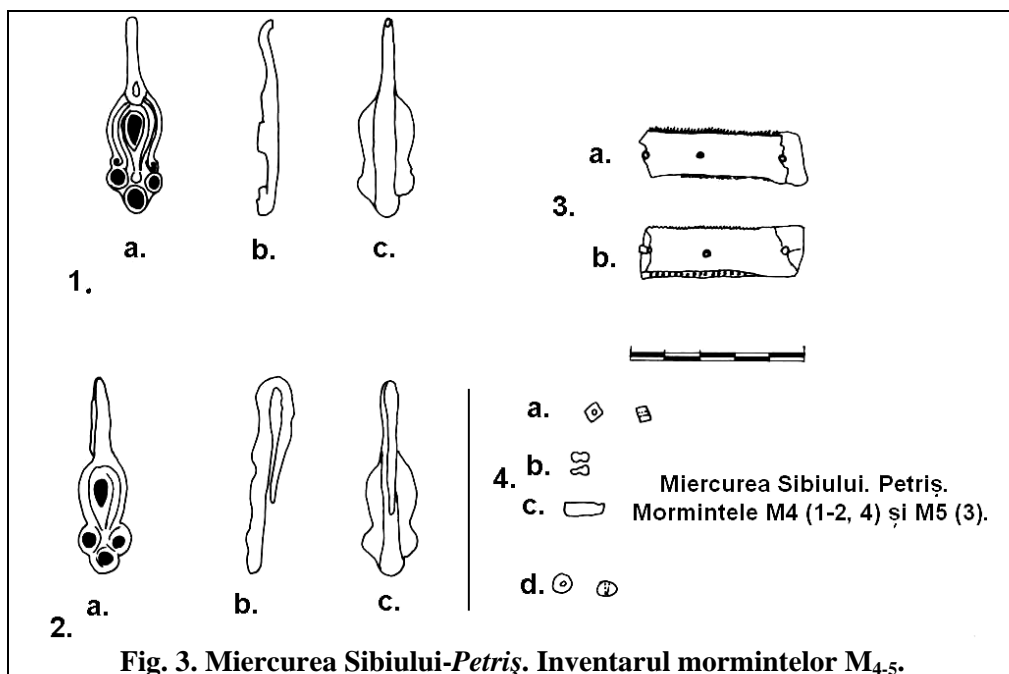 a.
b.
c.
1.
a.
3.
b.
a.
b.
c.
2.
a.
b.
4.
c.
d.
Miercurea Sibiului. Petriș.
Mormintele M4 (1-2, 4) și M5 (3).
Fig. 3. Miercurea Sibiului-Petriș. Inventarul mormintelor M4-5.